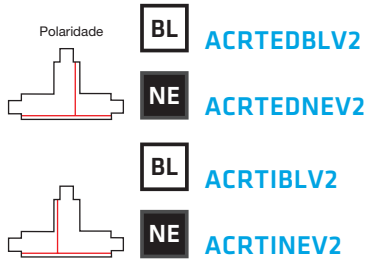 Polaridade
BL ACRTEDBLV2
NE ACRTEDNEV2
BL ACRTIBLV2
NE ACRTINEV2